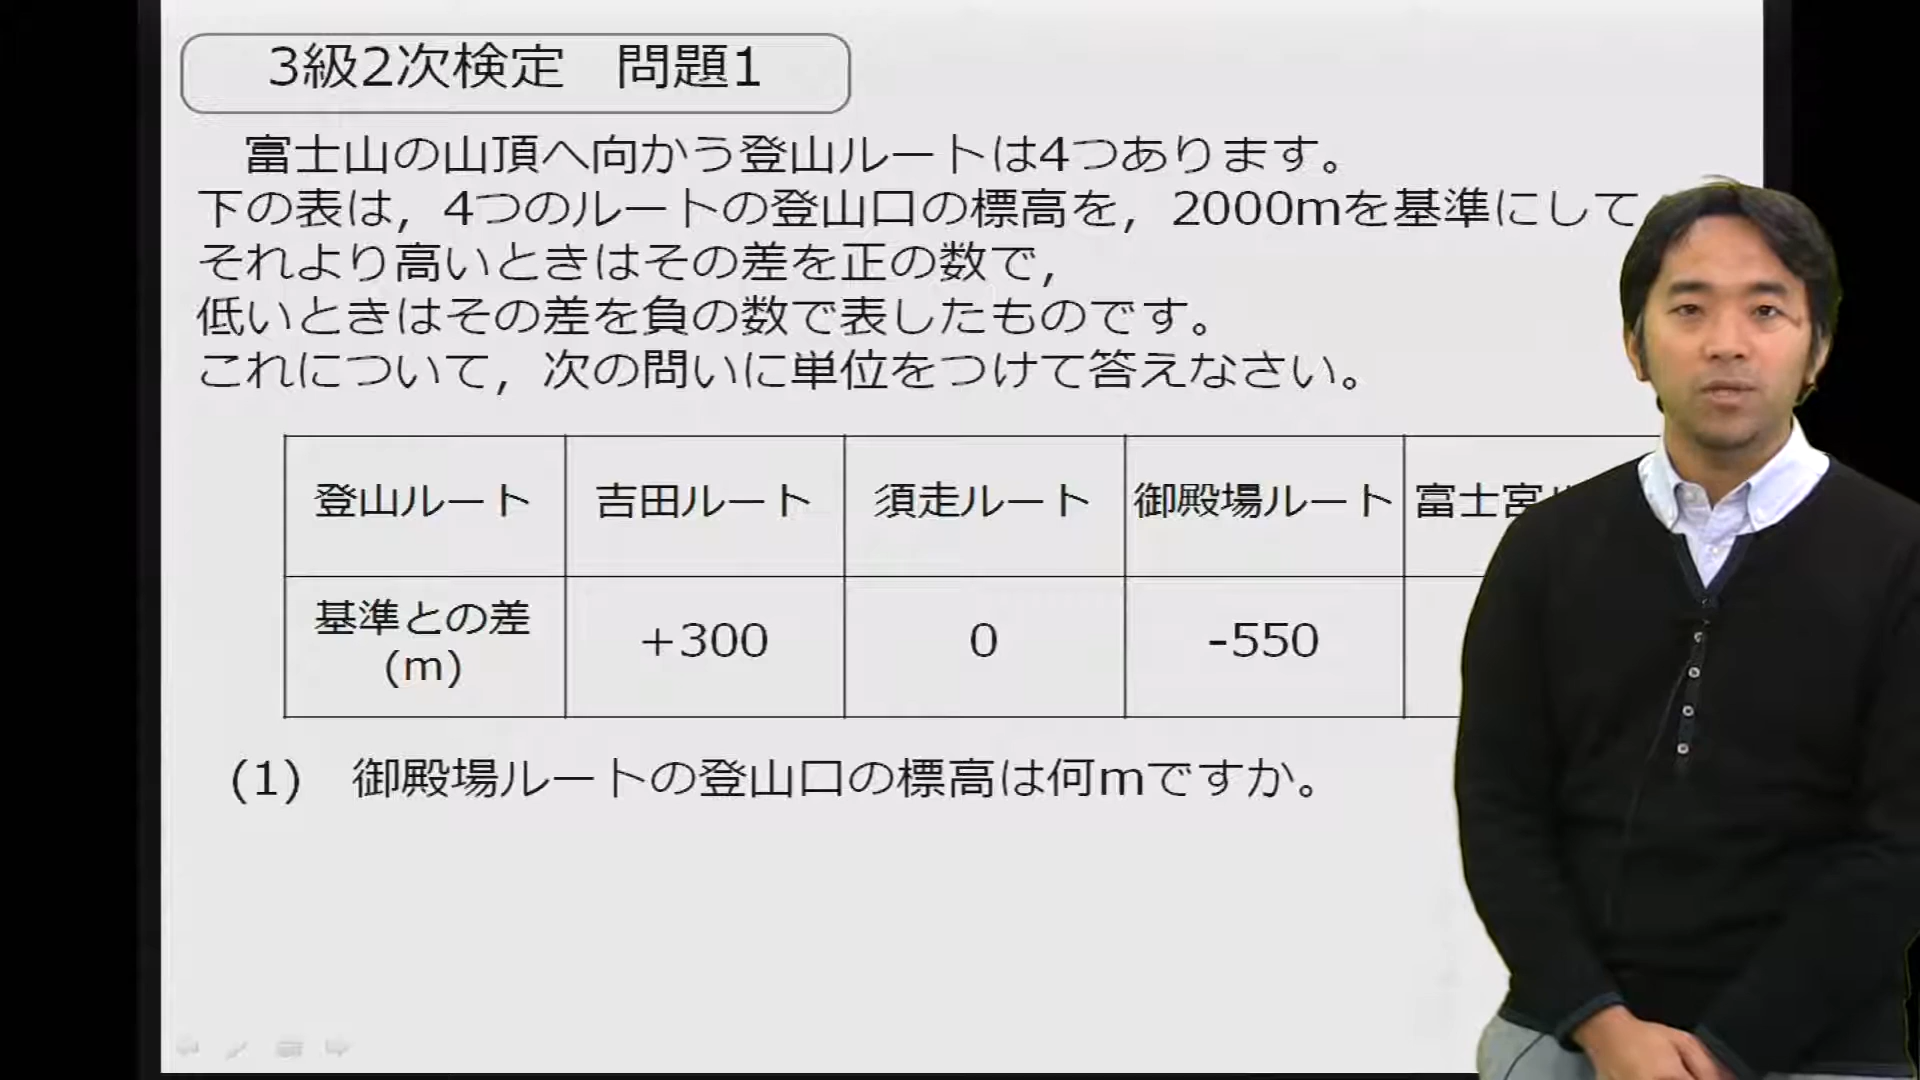 3級2次検定　問題1
富士山の山頂へ向かう登山ルートは4つあります。
下の表は，4つのルートの登山口の標高を，2000mを基準にして
それより高いときはその差を正の数で，
低いときはその差を負の数で表したものです。
これについて，次の問いに単位をつけて答えなさい。
登山ルート 吉田ルート 須走ルート 御殿場ルート 富士宮
基準との差
(m) +300 0 -550
(1)　御殿場ルートの登山口の標高は何mですか。